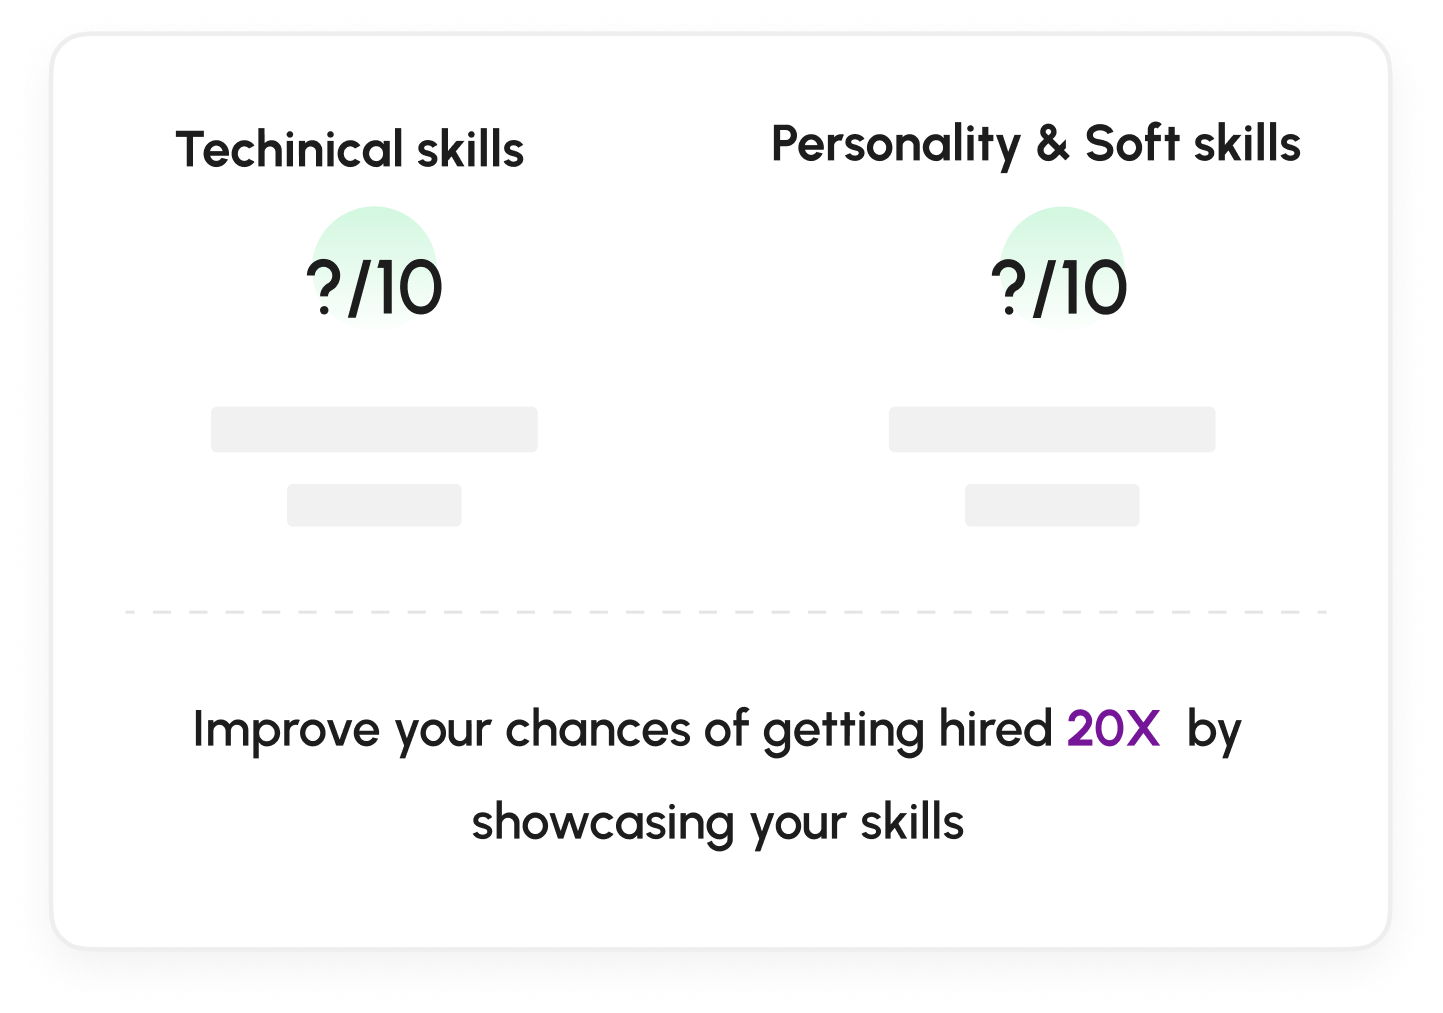 Techinical skills
Personality & Soft skills
?/10
?/10
Improve your chances of getting hired 20X by
showcasing your skills